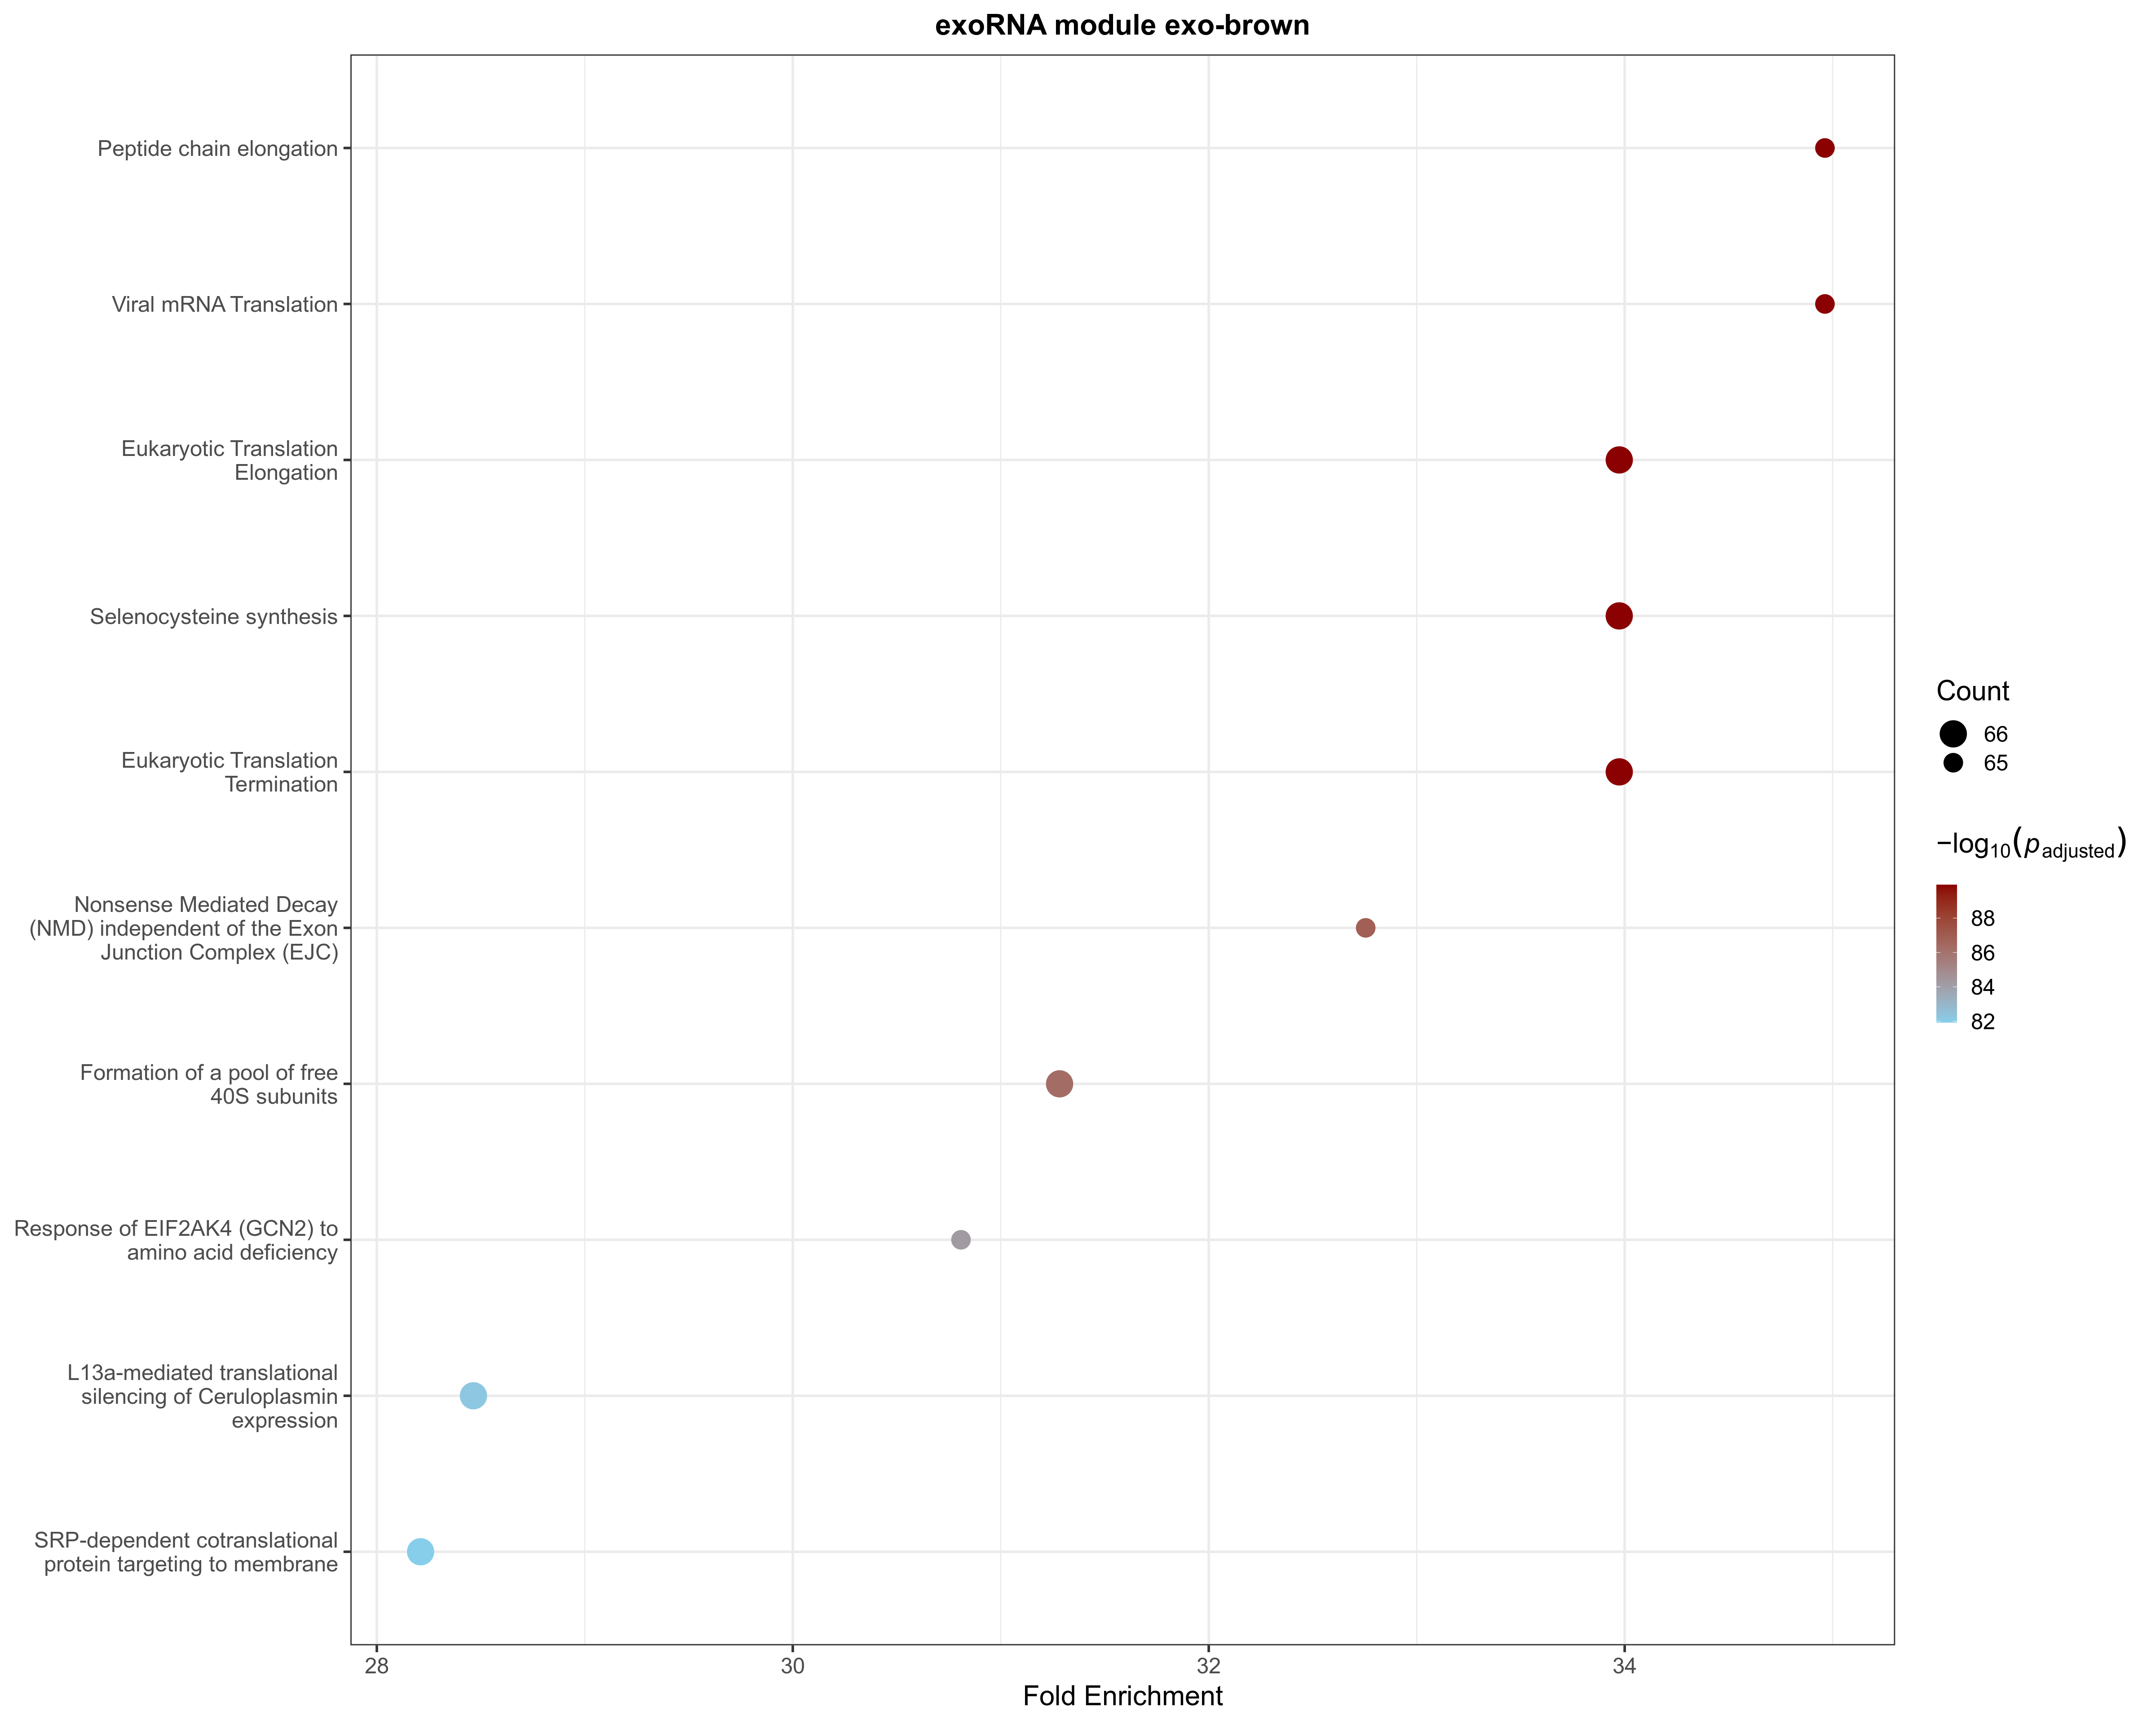 exoRNA module exo-brown
Peptide chain elongation
Viral mRNA Translation
Eukaryotic Translation
Elongation
Selenocysteine synthesis
Eukaryotic Translation
Termination
Nonsense Mediated Decay
(NMD) independent of the Exon
Junction Complex (EJC)
Formation of a pool of free
40S subunits
Response of EIF2AK4 (GCN2) to
amino acid deficiency
L13a-mediated translational
silencing of Ceruloplasmin
expression
SRP-dependent cotranslational
protein targeting to membrane
28 30 32 34
Fold Enrichment
Count
66
65
−log10(p adjusted)
88
86
84
82